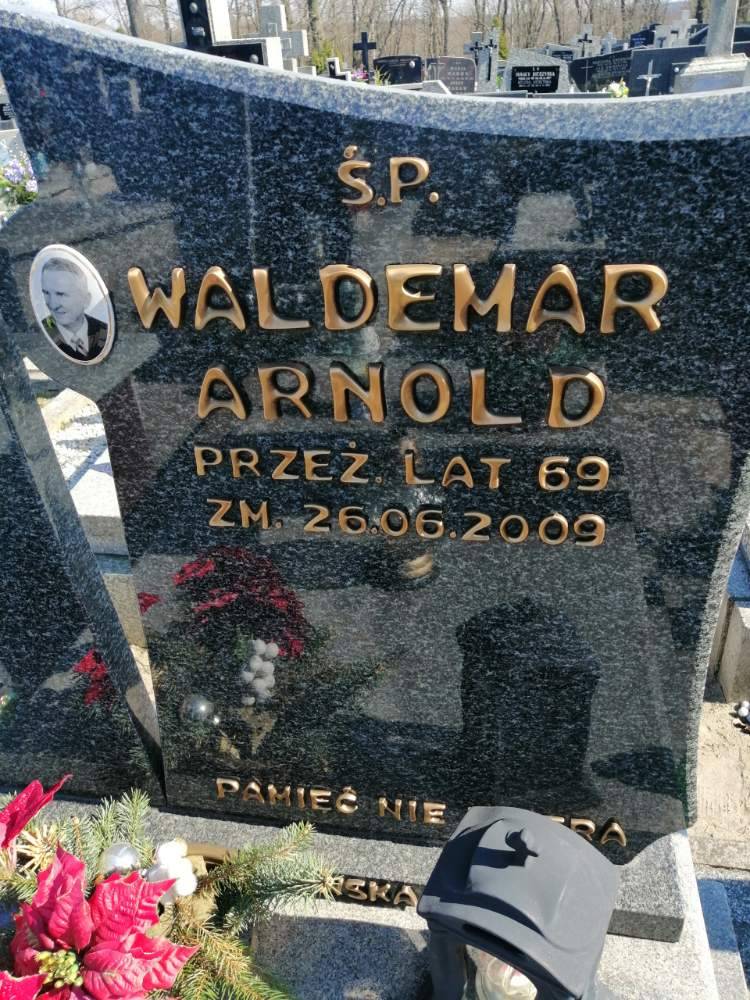 Ś.P.
WALDEMAR
ARNOLD
PRZEŻ. LAT 69
ZM. 26.06.2009
PAMIĘĆ NIE